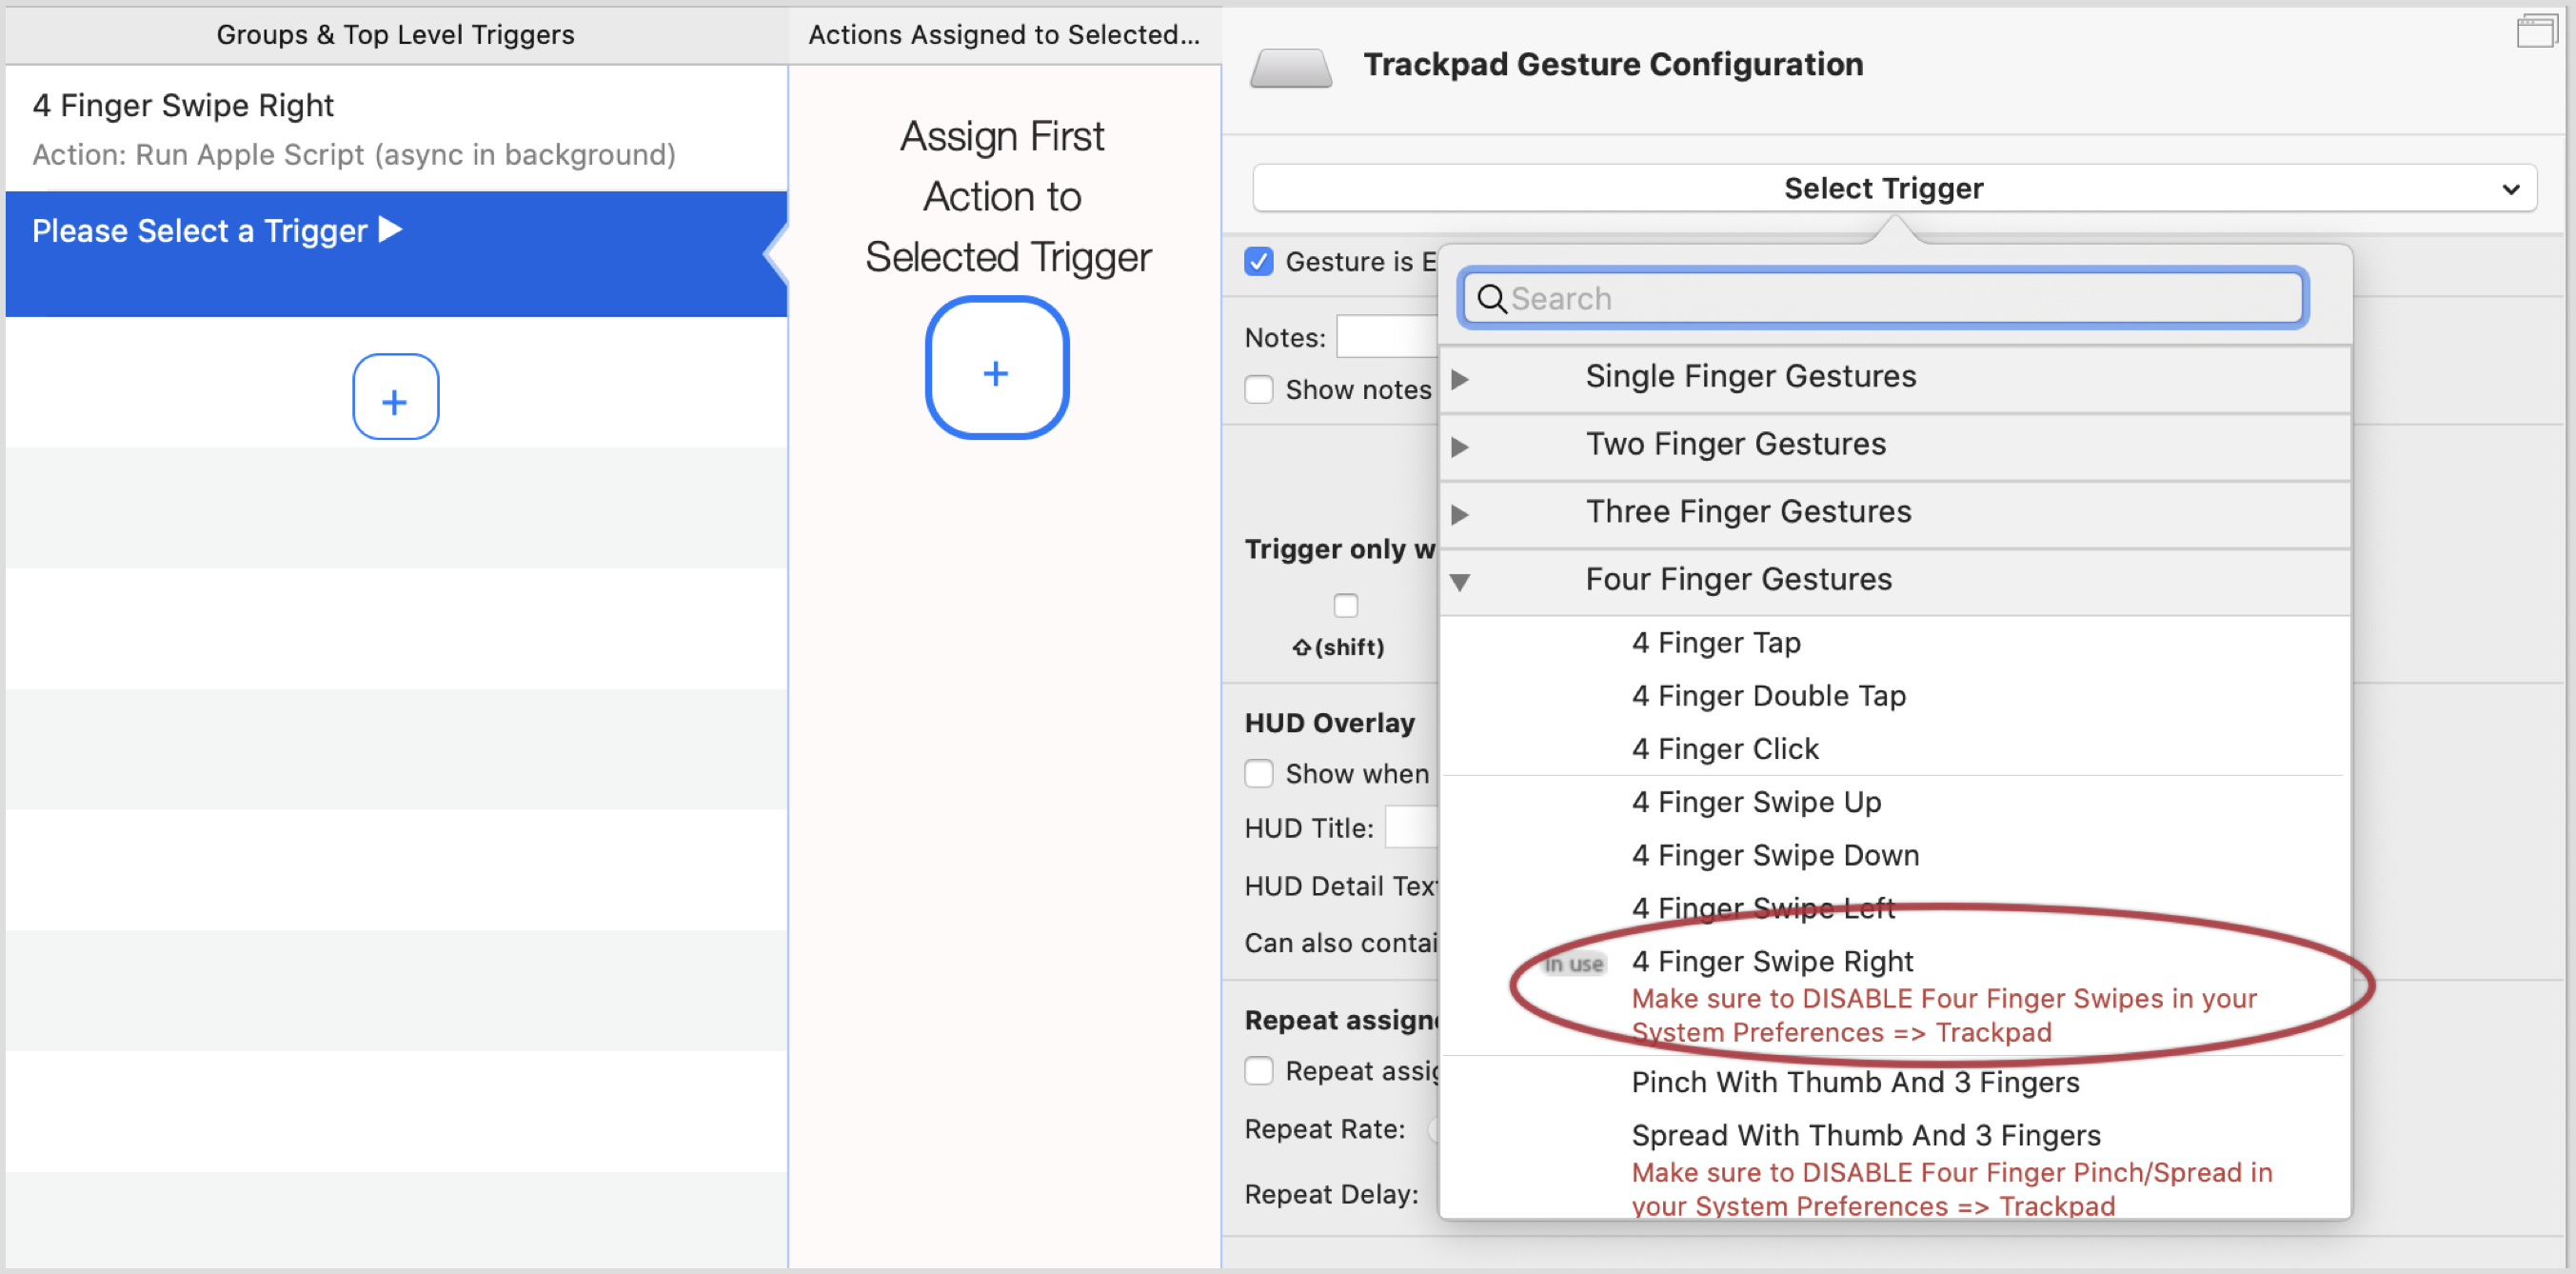 Groups & Top Level Triggers
4 Finger Swipe Right
Action: Run Apple Script (async in background)
Please Select a Trigger
+
Actions Assigned to Selected...
Assign First
Action to
Selected Trigger
+
Trackpad Gesture Configuration
Select Trigger
Gesture is E
Notes:
Show notes
Trigger only w
(shift)
HUD Overlay
Show when
HUD Title:
HUD Detail Text
Can also contai
Repeat assigne
Repeat assig
Repeat Rate:
Repeat Delay:
Search
Single Finger Gestures
Two Finger Gestures
Three Finger Gestures
Four Finger Gestures
4 Finger Tap
4 Finger Double Tap
4 Finger Click
4 Finger Swipe Up
4 Finger Swipe Down
4 Finger Swipe Left
in use 4 Finger Swipe Right
Make sure to DISABLE Four Finger Swipes in your
System Preferences => Trackpad
Pinch With Thumb And 3 Fingers
Spread With Thumb And 3 Fingers
Make sure to DISABLE Four Finger Pinch/Spread in
your System Preferences => Trackpad